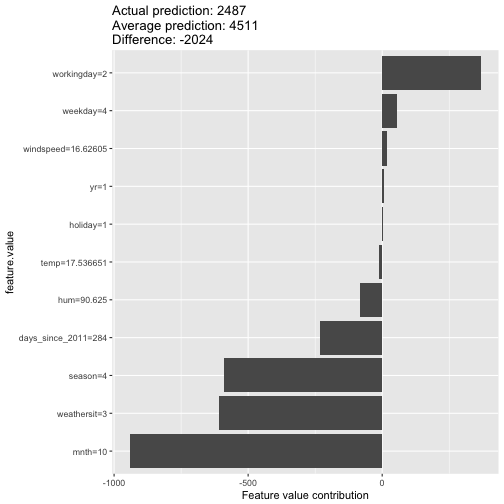 Actual prediction: 2487
Average prediction: 4511
Difference: -2024
workingday=2
weekday=4
windspeed=16.62605
yr=1
holiday=1
temp=17.536651
hum=90.625
days_since_2011=284
season=4
weathersit=3
mnth=10
feature.value
-1000 -500 0
Feature value contribution